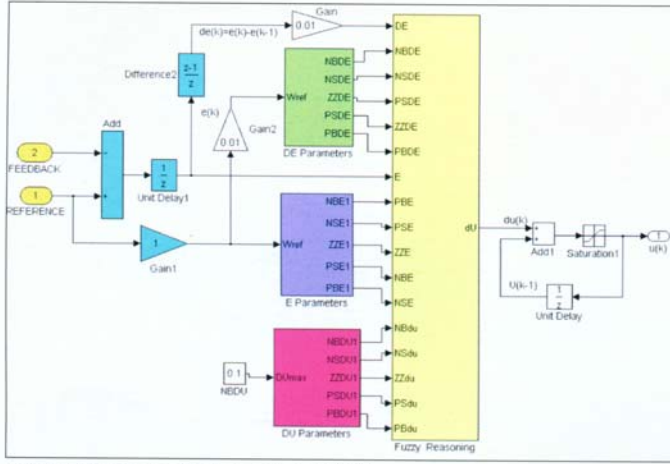 Gain
de(k)=e(k)-e(k-1)
0.01
DE
Difference2
z-1
z
e(k)
0.01
Gain2
Wref
NBDE
NSDE
ZZDE
PSDE
PBDE
DE Parameters
NBDE
NSDE
PSDE
ZZDE
PBDE
Add
2
FEEDBACK
1
REFERENCE
1
z
Unit Delay1
E
1
Gain1
Wref
NBE1
NSE1
ZZE1
PSE1
PBE1
E Parameters
PBE
PSE
ZZE
NBE
NSE
dU
du(k)
Add1
Saturation1
1
u(k)
U(k-1)
1
z
Unit Delay
0.1
NBDU
DUmax
NBDU1
NSDU1
ZZDU1
PSDU1
PBDU1
DU Parameters
NBdu
NSdu
ZZdu
PSdu
PBdu
Fuzzy Reasoning